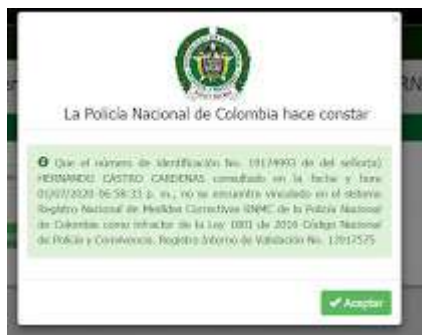 La Policía Nacional de Colombia hace constar
Que el número de identificación No. de del señor(a)
HERNANDO CASTRO CARDENAS consultado en la fecha y hora
01/07/2020 06:58:33 p. m., no se encuentra vinculado en el sistema
Registro Nacional de Medidas Correctivas RNMC de la Policía Nacional
de Colombia como infractor de la Ley 1801 de 2016 Código Nacional
de Policía y Convivencia. Registro Interno de Validación No.
Aceptar